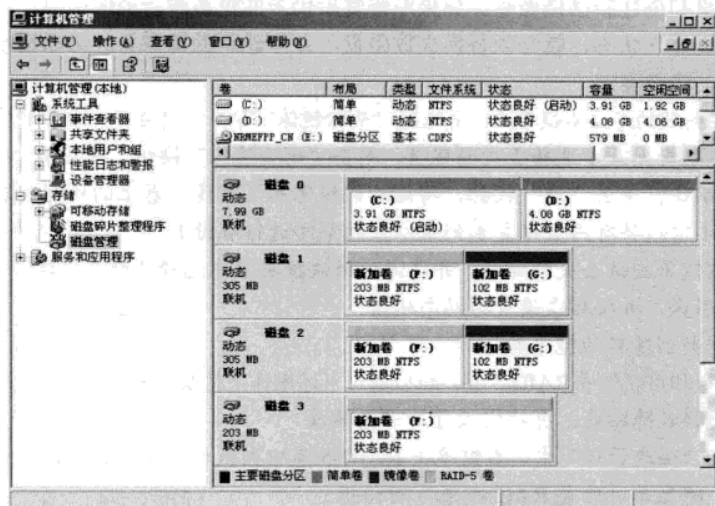 计算机管理
文件(F) 操作(A) 查看(V) 窗口(W) 帮助(H)
计算机管理(本地)
系统工具
事件查看器
共享文件夹
本地用户和组
性能日志和警报
设备管理器
存储
可移动存储
磁盘碎片整理程序
磁盘管理
服务和应用程序
卷 布局 类型 文件系统 状态 容量 空闲空间
(C:) 简单 动态 NTFS 状态良好 (启动) 3.91 GB 1.92 GB
(D:) 简单 动态 NTFS 状态良好 4.08 GB 4.06 GB
NRMEFPP_CN (E:) 磁盘分区 基本 CDFS 状态良好 579 MB 0 MB
磁盘 0
动态
7.99 GB
联机
(C:)
3.91 GB NTFS
状态良好 (启动)
(D:)
4.08 GB NTFS
状态良好
磁盘 1
动态
305 MB
联机
新加卷 (F:)
203 MB NTFS
状态良好
新加卷 (G:)
102 MB NTFS
状态良好
磁盘 2
动态
305 MB
联机
新加卷 (F:)
203 MB NTFS
状态良好
新加卷 (G:)
102 MB NTFS
状态良好
磁盘 3
动态
203 MB
联机
新加卷 (F:)
203 MB NTFS
状态良好
主要磁盘分区 简单卷 镜像卷 RAID-5 卷